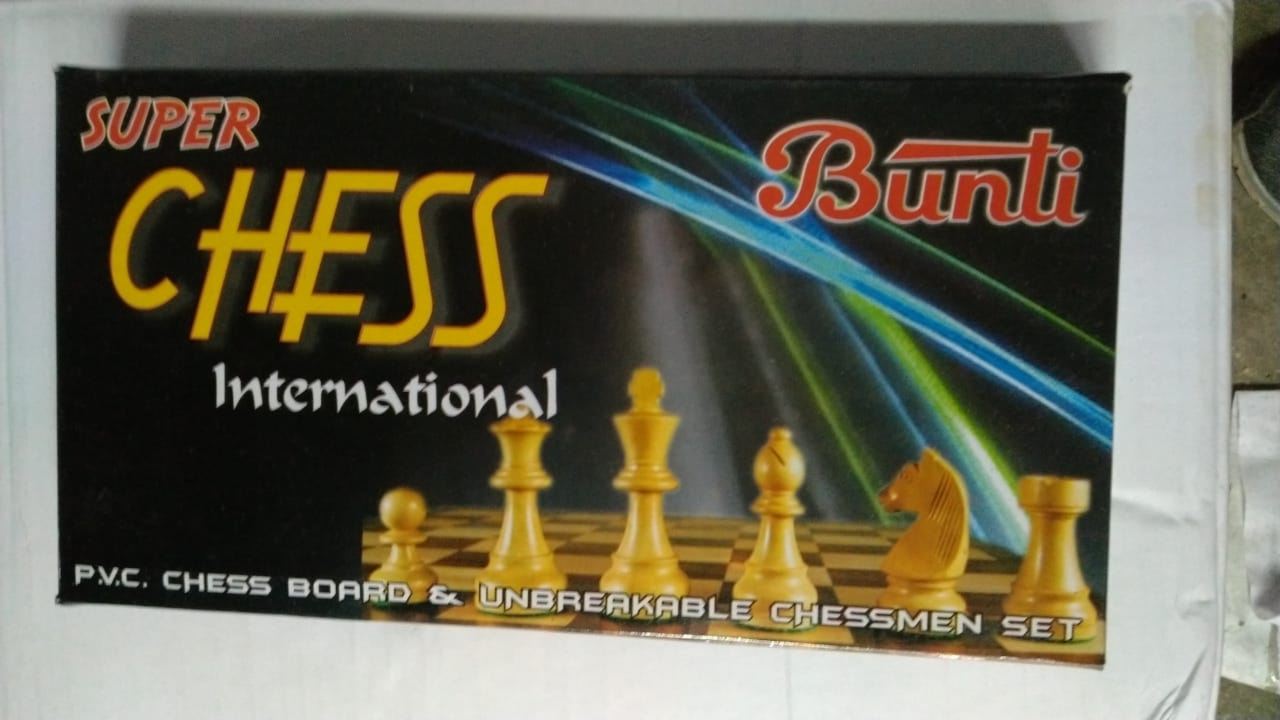 SUPER
CHESS
International
Bunti
P.V.C. CHESS BOARD & UNBREAKABLE CHESSMEN SET